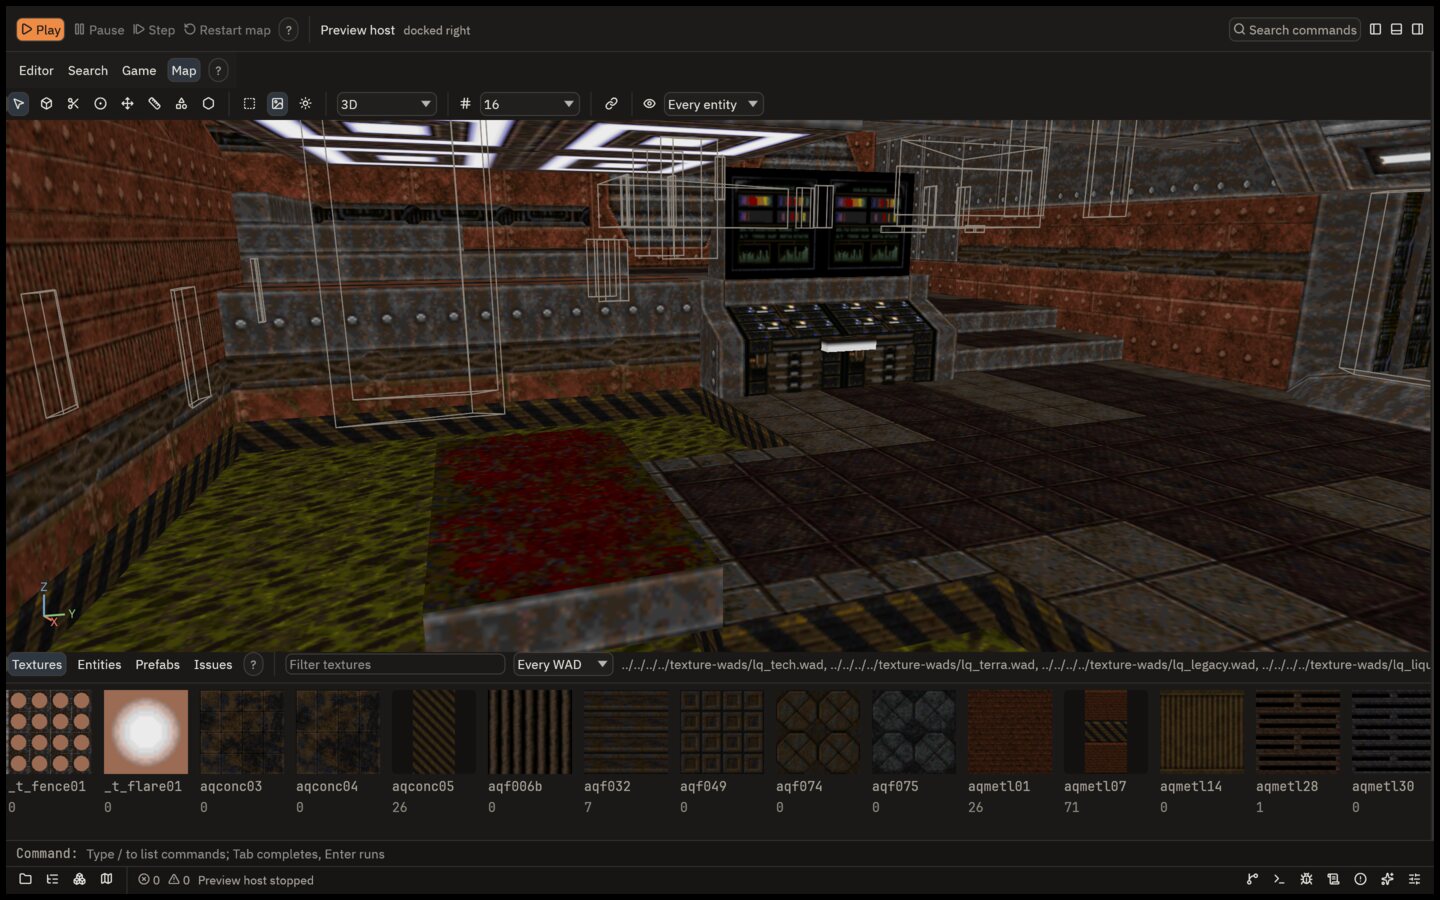 Play Pause Step Restart map ? Preview host docked right Search commands
Editor Search Game Map ?
3D # 16 Every entity
Z
Y
X
Textures Entities Prefabs Issues ? Filter textures Every WAD ../../../../texture-wads/lq_tech.wad, ../../../../texture-wads/lq_terra.wad, ../../../../texture-wads/lq_legacy.wad, ../../../../texture-wads/lq_liqu
_t_fence01 _t_flare01 aqconc03 aqconc04 aqconc05 aqf006b aqf032 aqf049 aqf074 aqf075 aqmetl01 aqmetl07 aqmetl14 aqmetl28 aqmetl30
0 0 0 0 26 0 7 0 0 0 26 71 0 1 0
Command: Type / to list commands; Tab completes, Enter runs
0 0 Preview host stopped